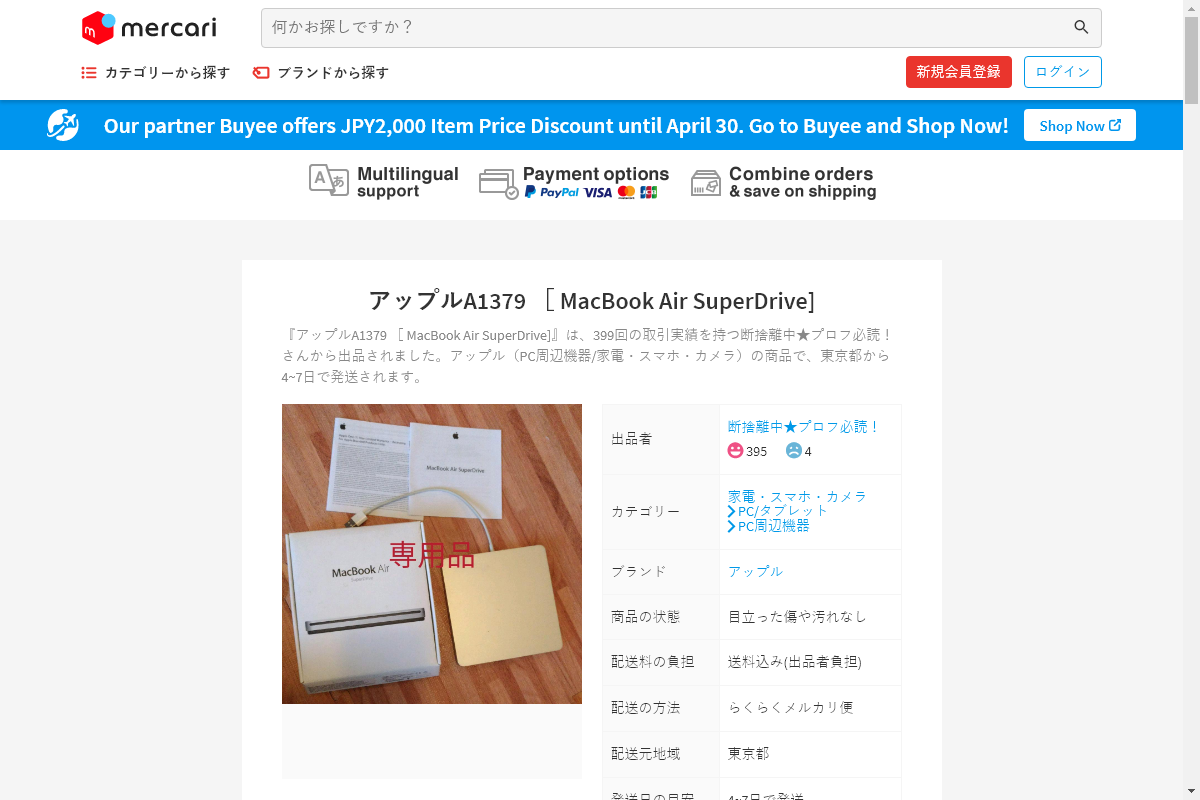 mercari
何かお探しですか？
カテゴリーから探す
ブランドから探す
新規会員登録
ログイン
Our partner Buyee offers JPY2,000 Item Price Discount until April 30. Go to Buyee and Shop Now!
Shop Now
Multilingual
support
Payment options
PayPal VISA JCB
Combine orders
& save on shipping
アップルA1379 ［ MacBook Air SuperDrive]
『アップルA1379 ［ MacBook Air SuperDrive]』は、399回の取引実績を持つ断捨離中★プロフ必読！
さんから出品されました。アップル（PC周辺機器/家電・スマホ・カメラ）の商品で、東京都から
4~7日で発送されます。
MacBook Air SuperDrive
専用品
MacBook Air
SuperDrive
出品者
断捨離中★プロフ必読！
395 4
カテゴリー
家電・スマホ・カメラ
PC/タブレット
PC周辺機器
ブランド
アップル
商品の状態
目立った傷や汚れなし
配送料の負担
送料込み(出品者負担)
配送の方法
らくらくメルカリ便
配送元地域
東京都
発送日の目安
4~7日で発送